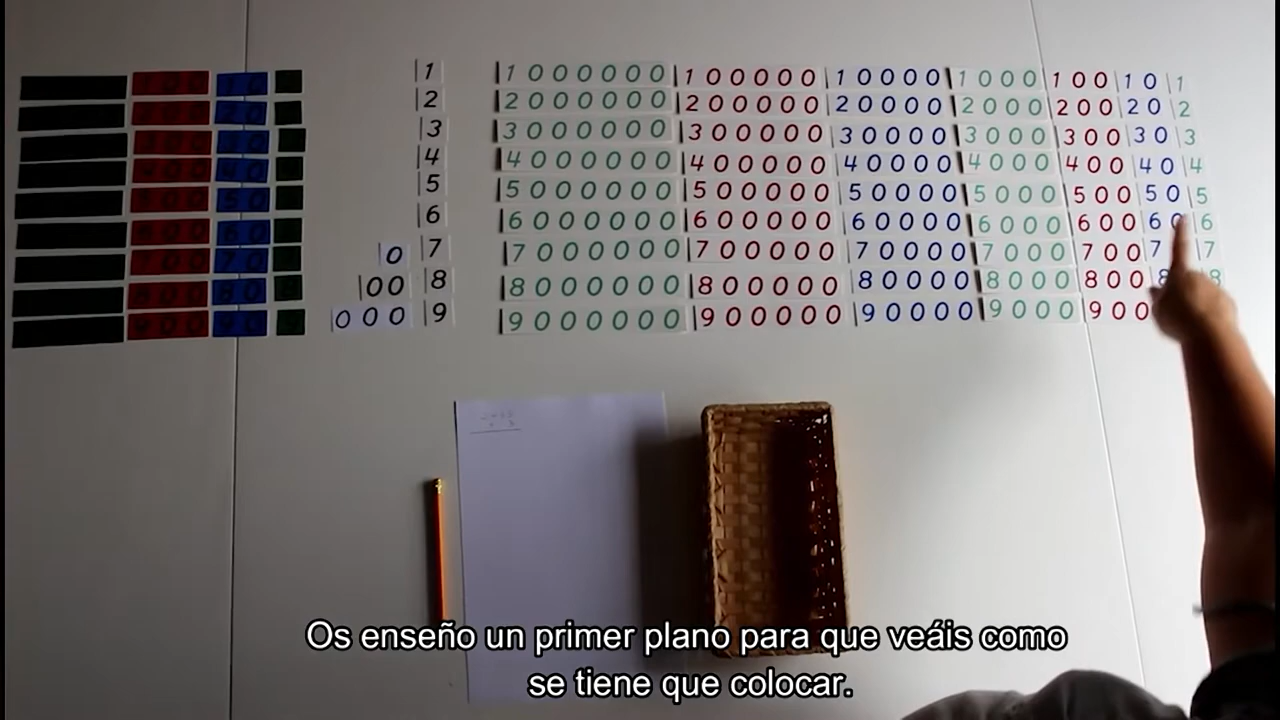 1 1000000 100000 10000 1000 100 10 1
2 2000000 200000 20000 2000 200 20 2
3 3000000 300000 30000 3000 300 30 3
4 4000000 400000 40000 4000 400 40 4
5 5000000 500000 50000 5000 500 50 5
6 6000000 600000 60000 6000 600 60 6
0 7 7000000 700000 70000 7000 700 7 7
00 8 8000000 800000 80000 8000 800 8 8
000 9 9000000 900000 90000 9000 900
Os enseño un primer plano para que veáis como
se tiene que colocar.